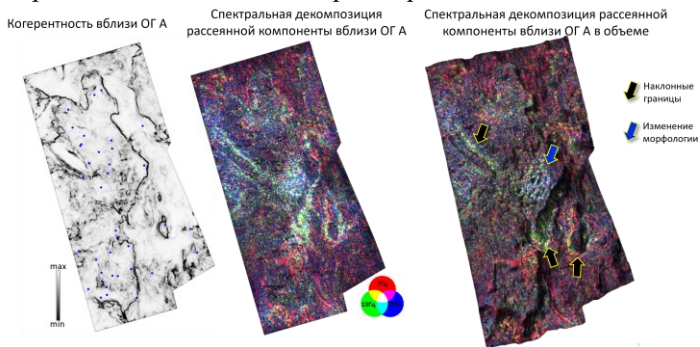 Когерентность вблизи ОГ А
Спектральная декомпозиция
рассеянной компоненты вблизи ОГ А
Спектральная декомпозиция рассеянной
компоненты вблизи ОГ А в объеме
Наклонные
границы
Изменение
морфологии
max
min